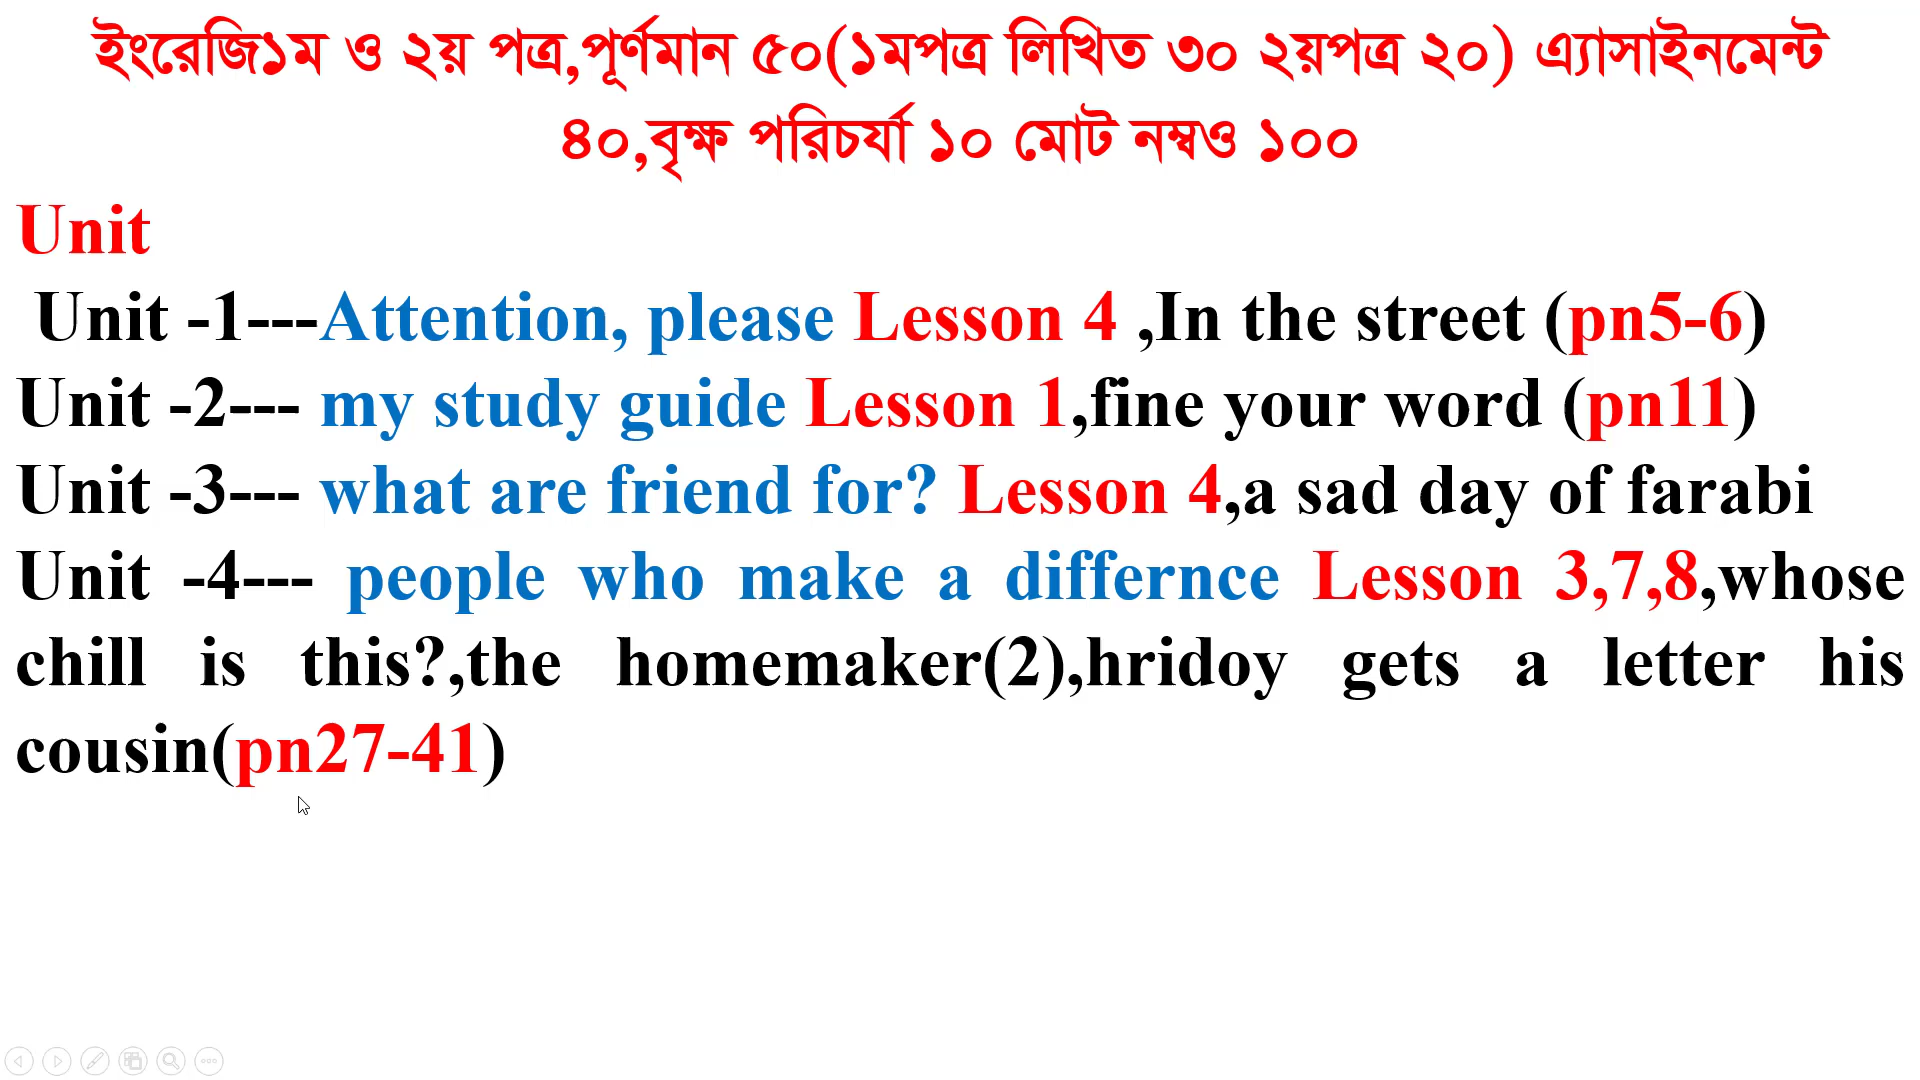 ইংরেজি১ম ও ২য় পত্র,পূর্ণমান ৫০(১মপত্র লিখিত ৩০ ২য়পত্র ২০) এ্যাসাইনমেন্ট
৪০,বৃক্ষ পরিচর্যা ১০ মোট নম্বও ১০০
Unit
Unit -1---Attention, please Lesson 4 ,In the street (pn5-6)
Unit -2--- my study guide Lesson 1,fine your word (pn11)
Unit -3--- what are friend for? Lesson 4,a sad day of farabi
Unit -4--- people who make a differnce Lesson 3,7,8,whose
chill is this?,the homemaker(2),hridoy gets a letter his
cousin(pn27-41)